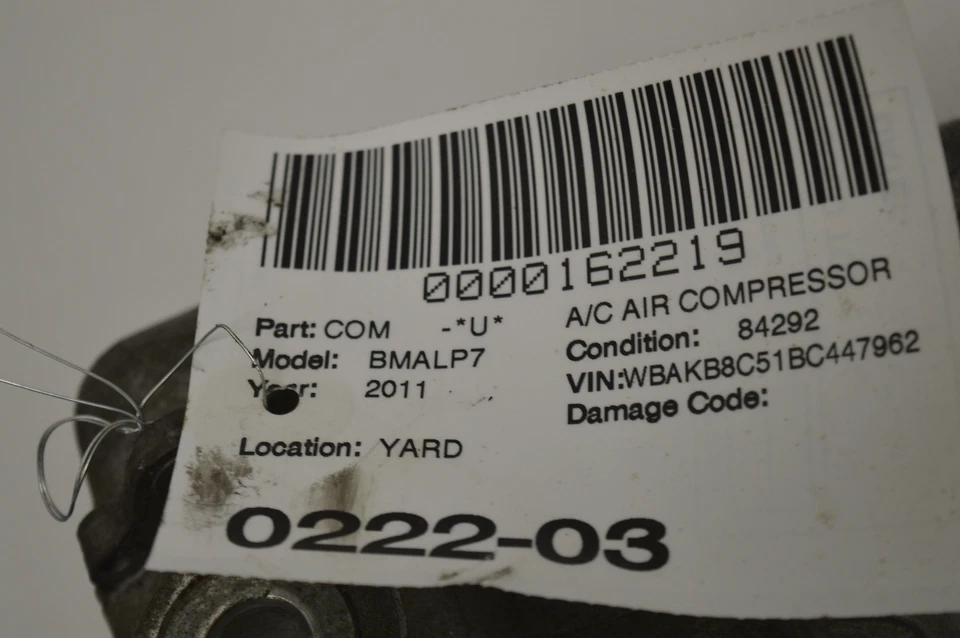 0000162219
Part: COM -*U* A/C AIR COMPRESSOR
Model: BMALP7 Condition: 84292
Year: 2011 VIN:WBAKB8C51BC447962
Damage Code:
Location: YARD
0222-03